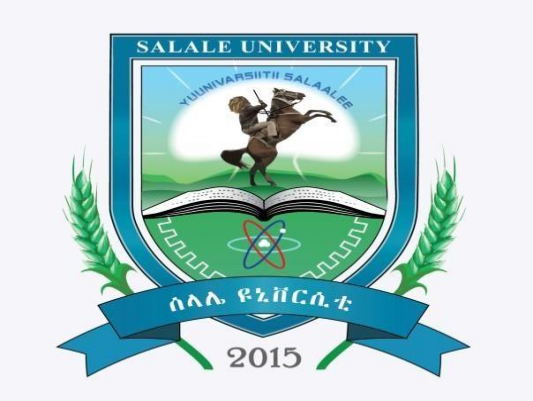 SALALE UNIVERSITY
YUUNIVARSIITII SALAALEE
ሰላሌ ዩኒቨርሲቲ
2015